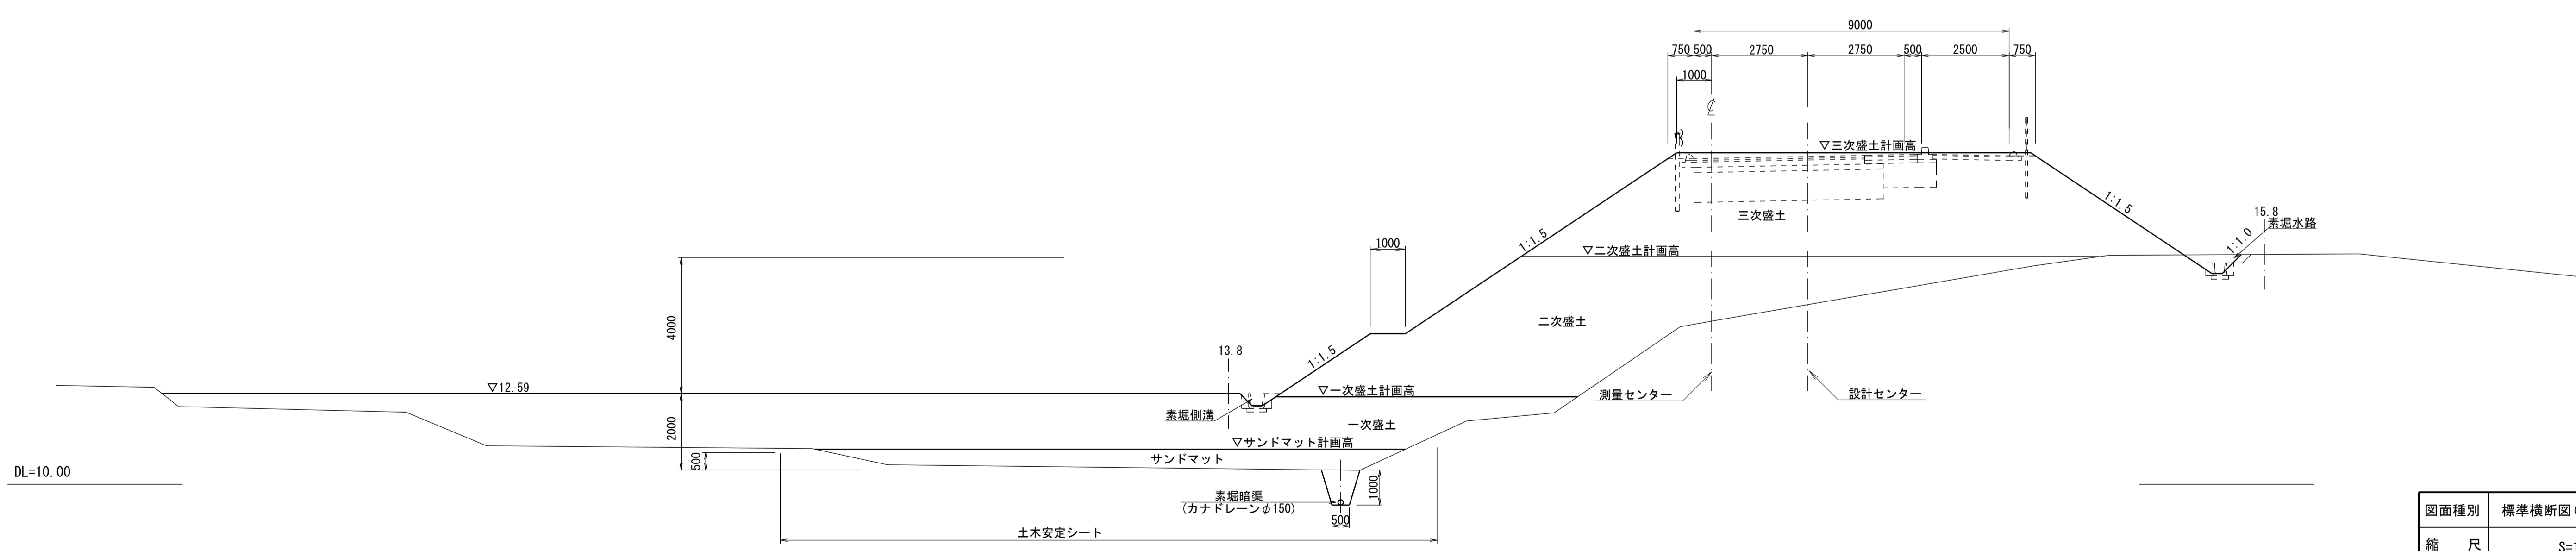 9000
750 500 2750 2750 500 2500 750
1000
▽三次盛土計画高
1:1.5
15.8
素堀水路
三次盛土
1:1.0
1:1.5
1000
▽二次盛土計画高
4000
二次盛土
13.8
1:1.5
▽12.59
▽一次盛土計画高
測量センター
設計センター
素堀側溝
一次盛土
2000
▽サンドマット計画高
500
サンドマット
DL=10.00
1000
素堀暗渠
(カナドレーンφ150)
500
土木安定シート
図面種別 標準横断図(
縮 尺 S=1